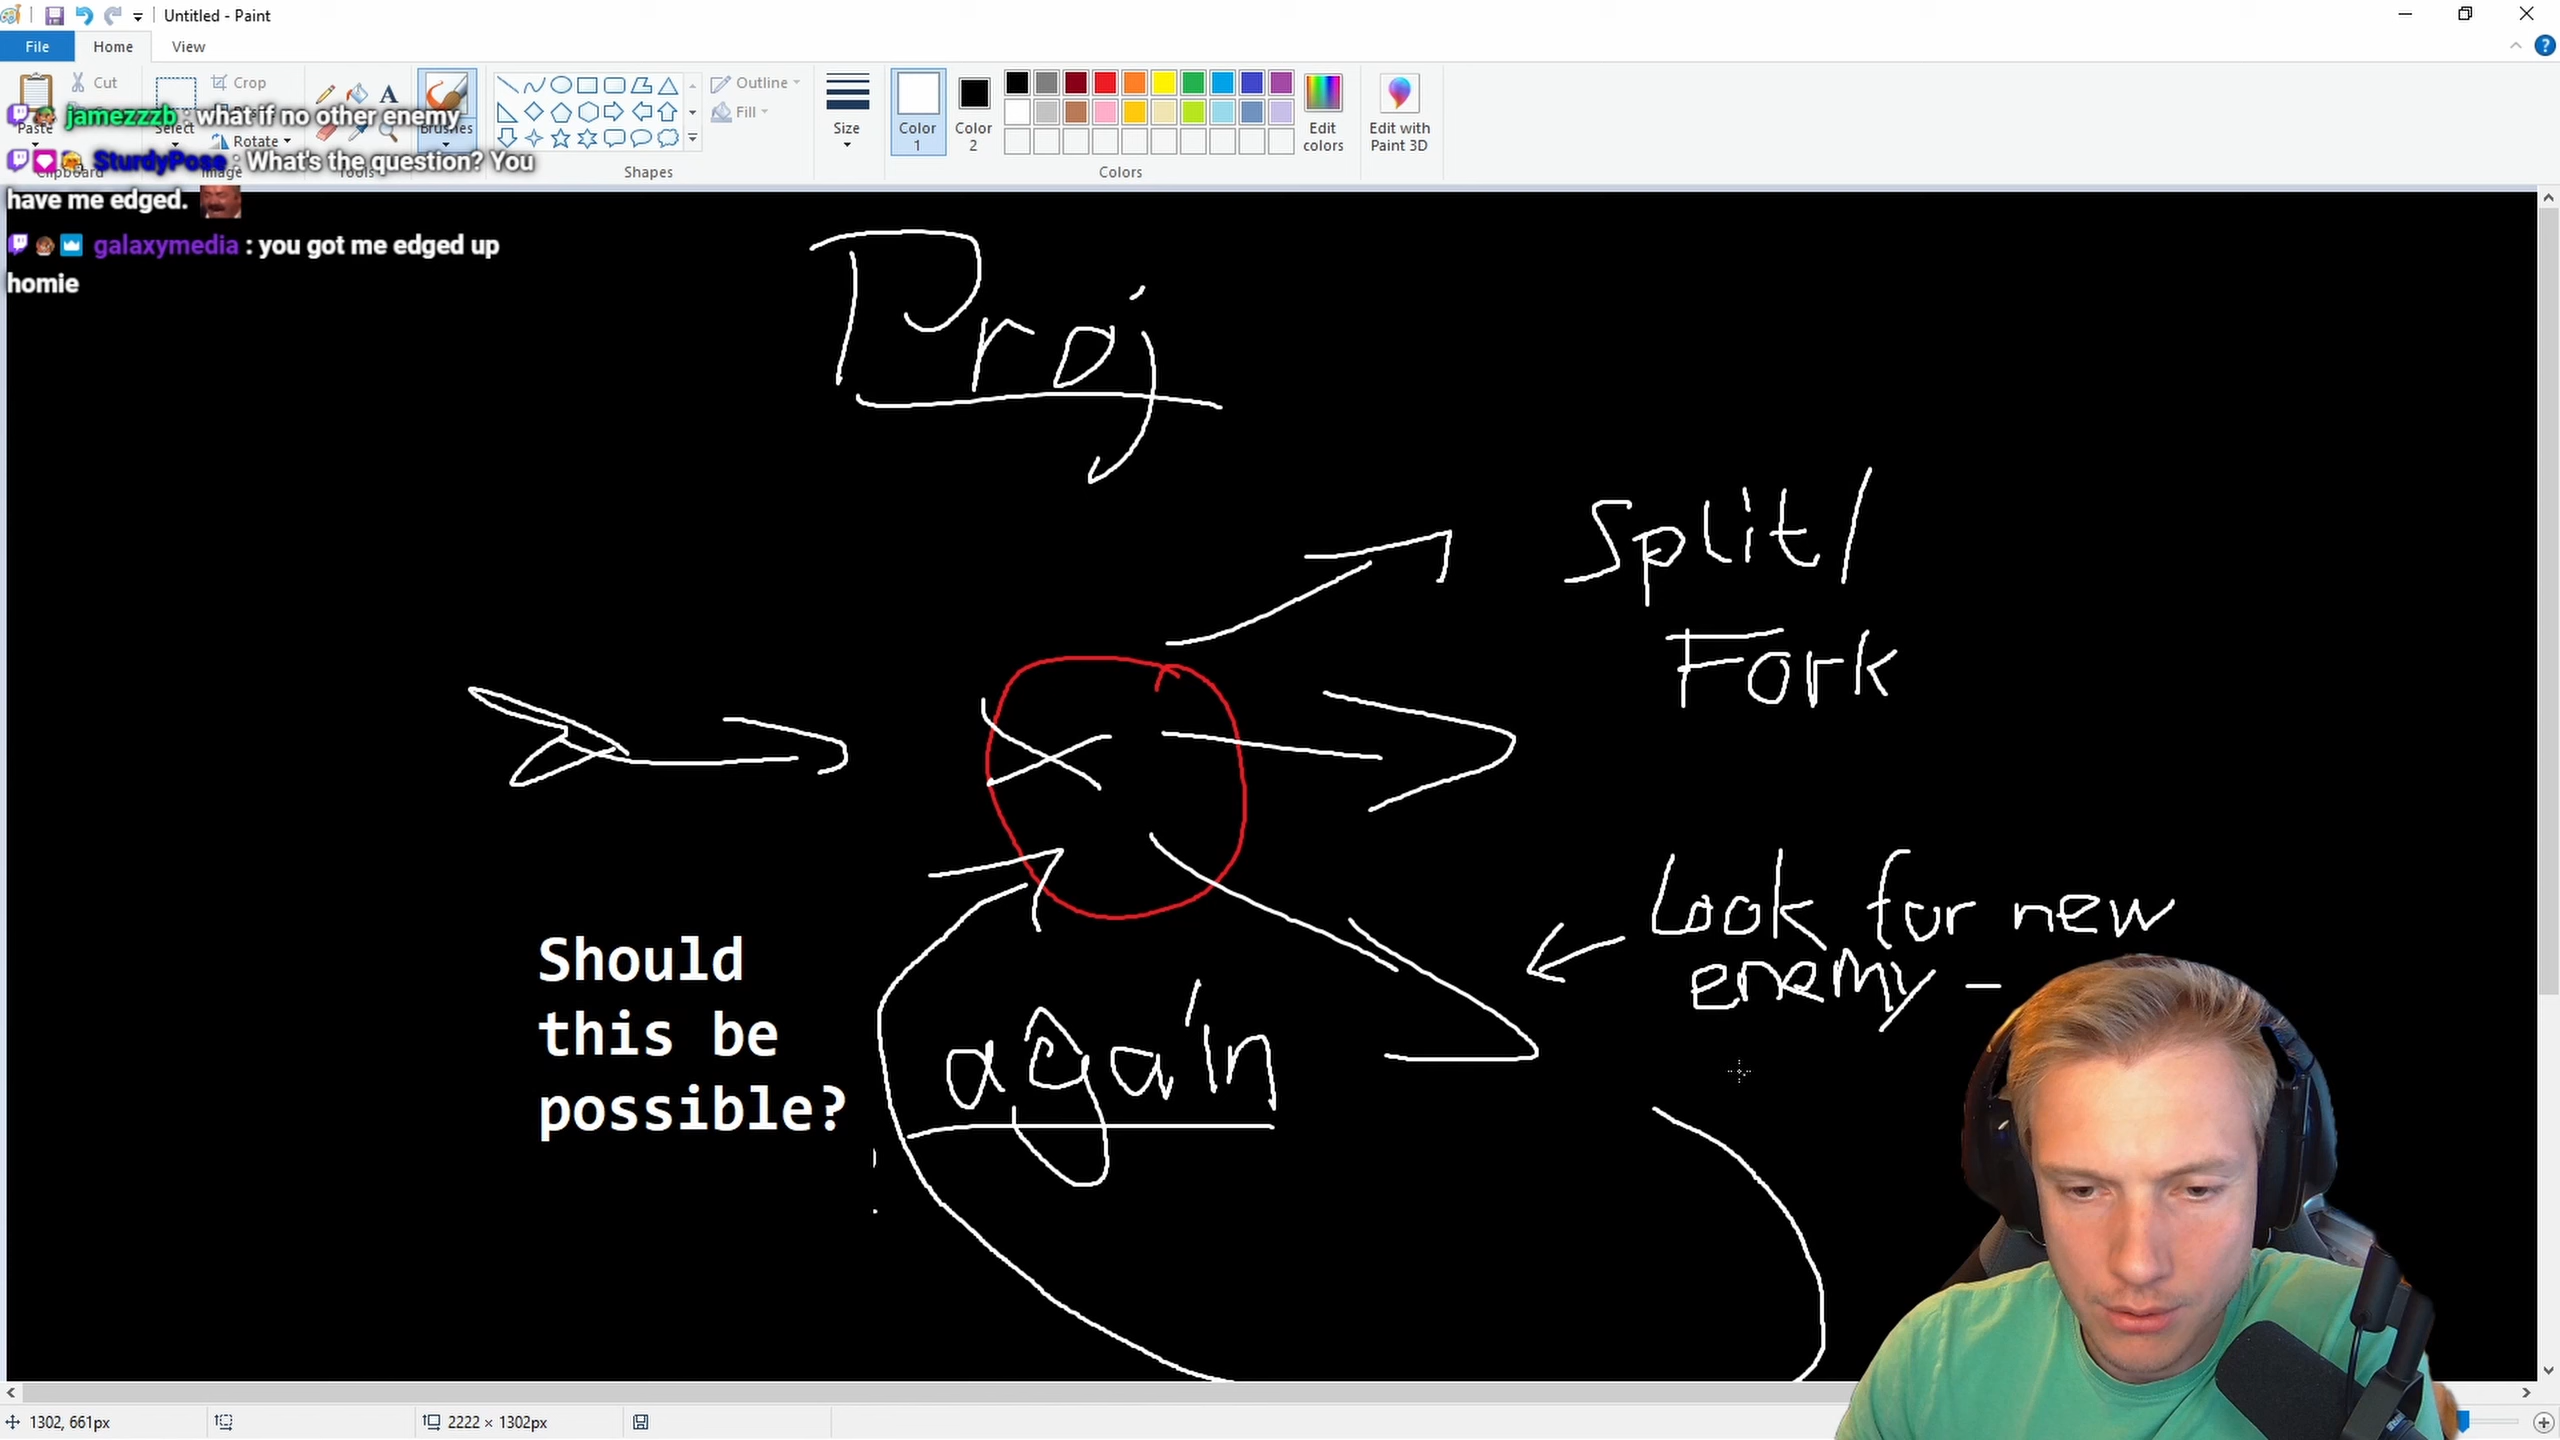 Untitled - Paint
File Home View
Cut
Crop
Outline
Fill
Rotate
Paste
Select
Brushes
Size
Color 1
Color 2
Edit colors
Edit with Paint 3D
Clipboard
Image
Tools
Shapes
Colors
jamezzzb : what if no other enemy
SturdyPose : What's the question? You
have me edged.
galaxymedia : you got me edged up
homie
Proj
Split/
Fork
Look for new
enemy -
Should
this be
possible?
again
1302, 661px
2222 × 1302px